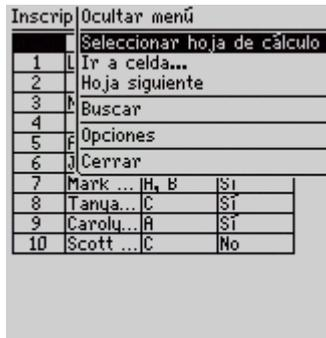 Inscrip Ocultar menú
Seleccionar hoja de cálculo
1 Ir a celda...
2 Hoja siguiente
3
Buscar
4
5 Opciones
6 J Cerrar
7 Mark ... A, B Sí
8 Tanya... C Sí
9 Caroly... A Sí
10 Scott ... C No